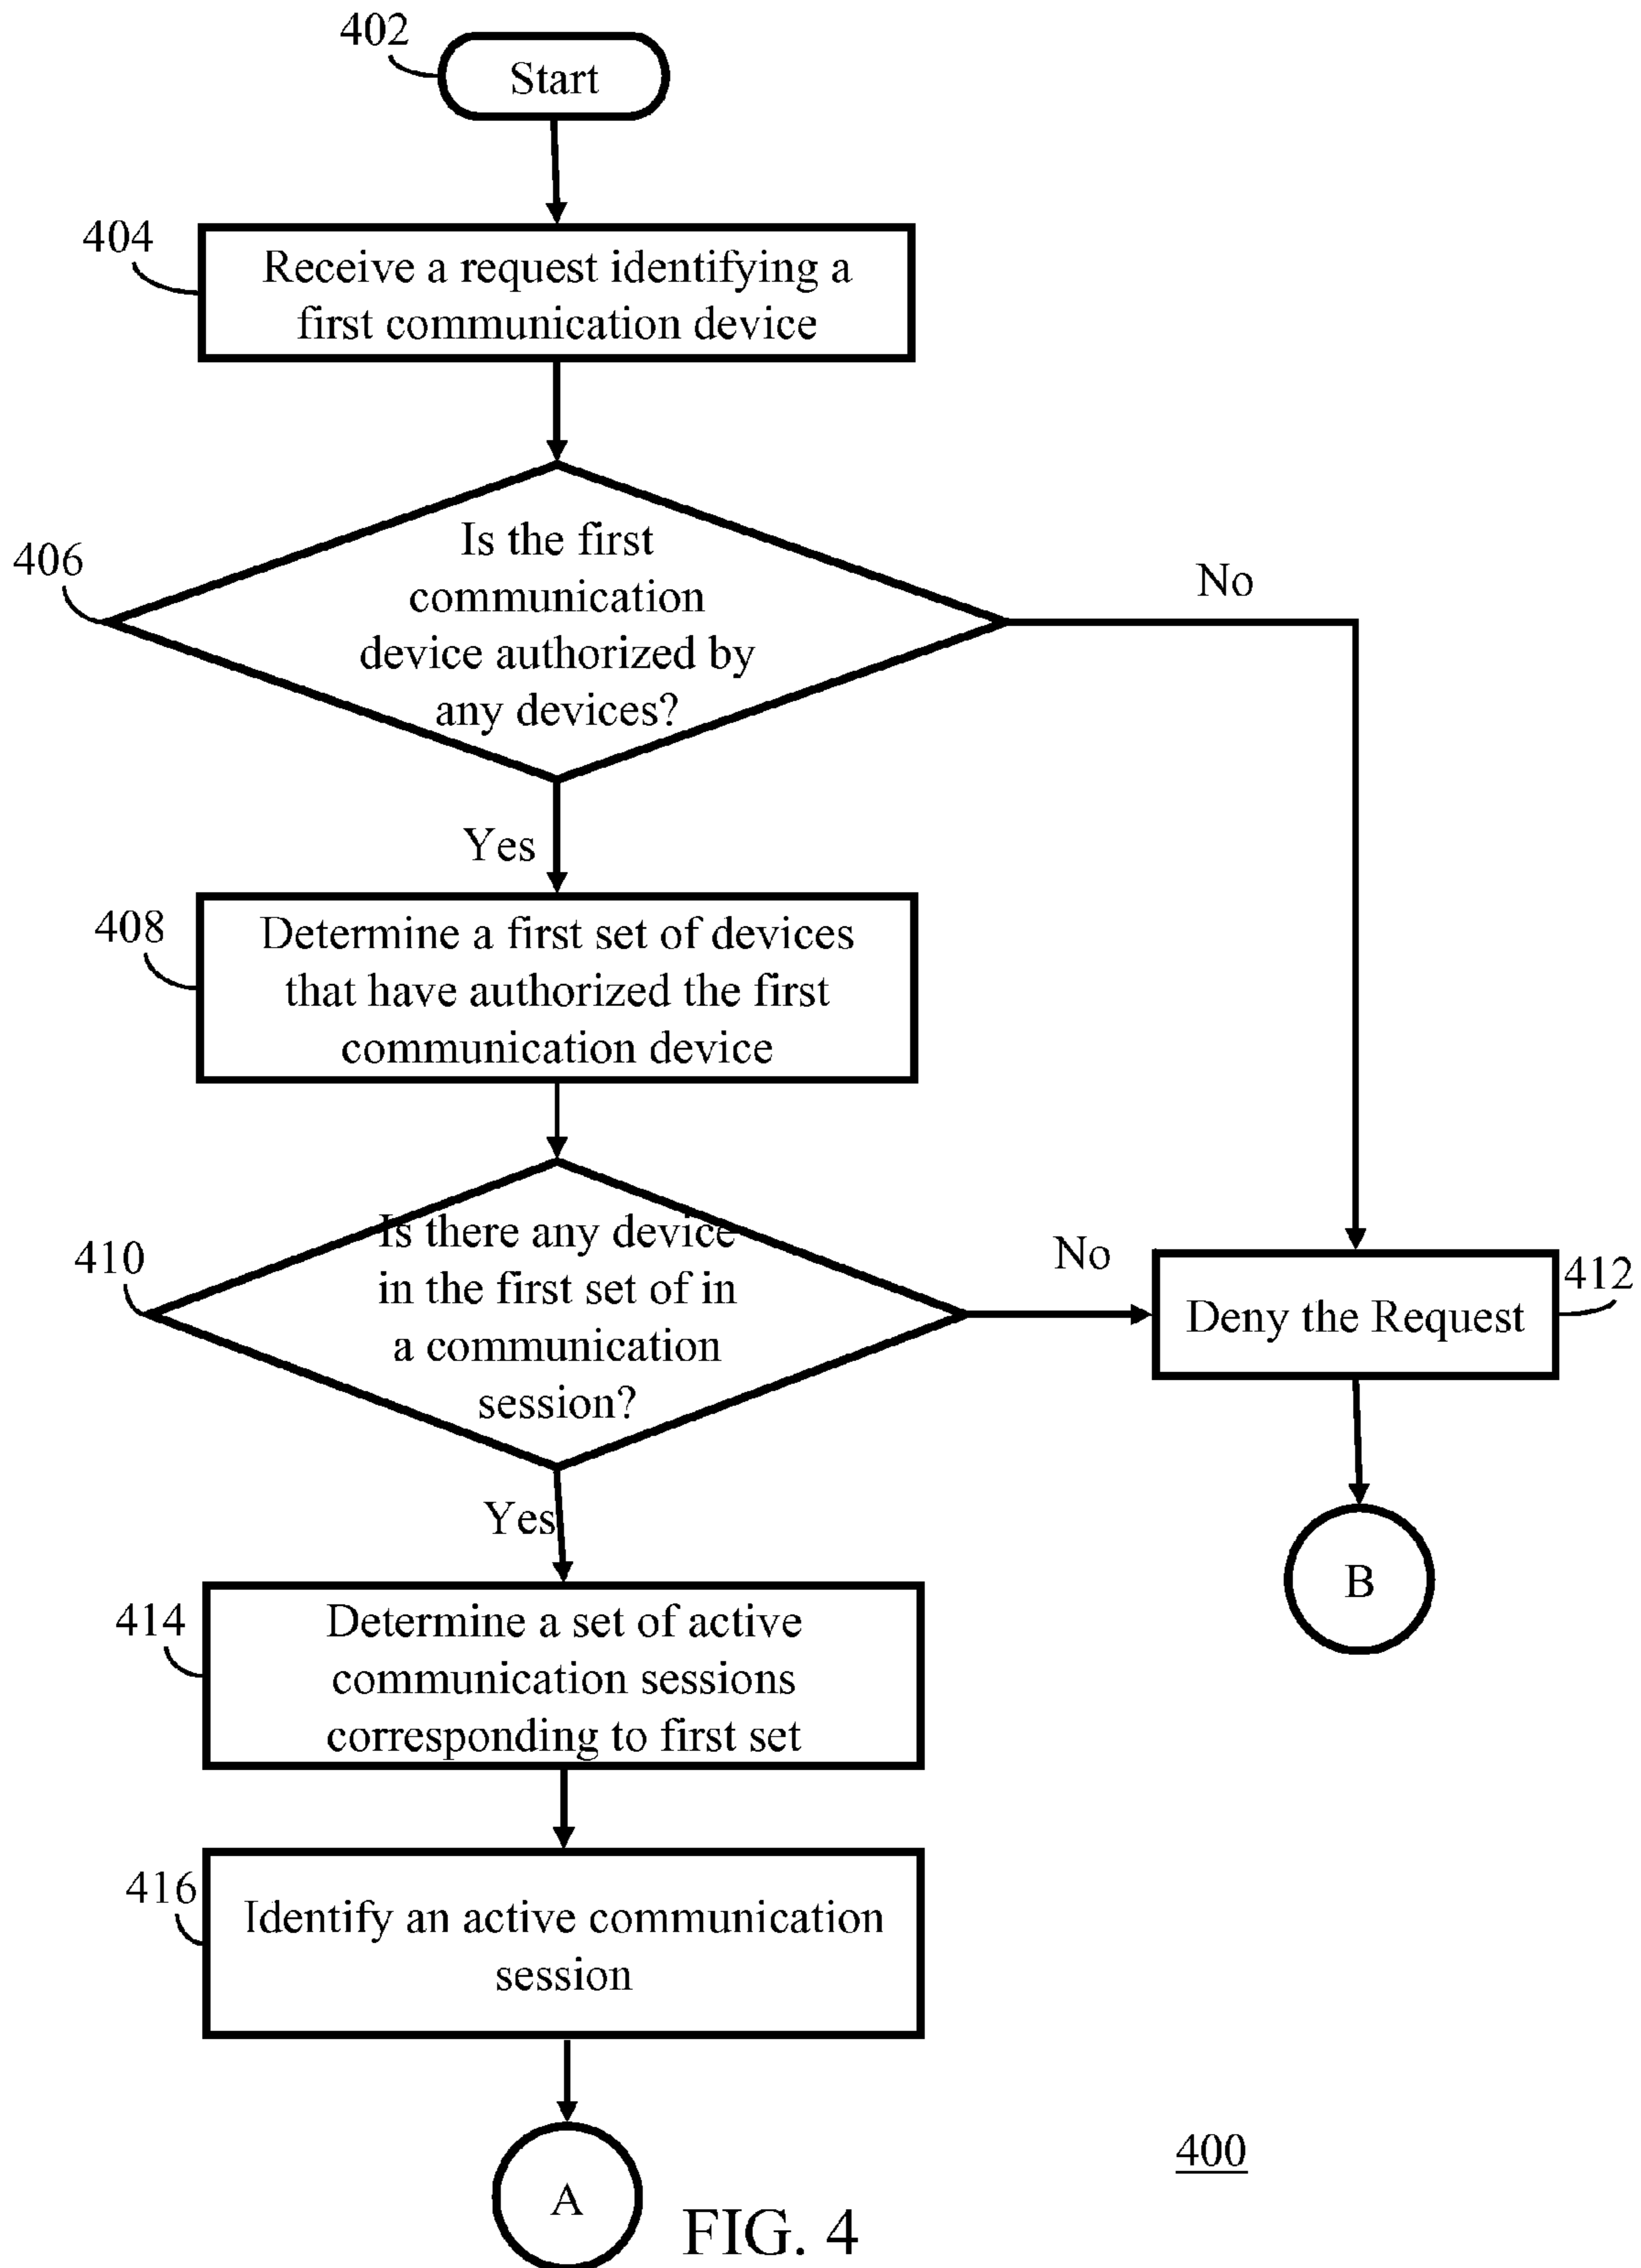 402
Start
404
Receive a request identifying a
first communication device
406
Is the first
communication
device authorized by
any devices?
No
Yes
408
Determine a first set of devices
that have authorized the first
communication device
410
Is there any device
in the first set of in
a communication
session?
No
412
Deny the Request
Yes
B
414
Determine a set of active
communication sessions
corresponding to first set
416
Identify an active communication
session
400
A
FIG. 4